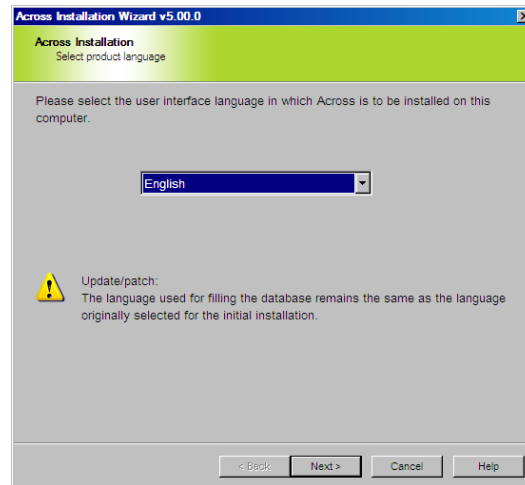 Across Installation Wizard v5.00.0
Across Installation
Select product language
Please select the user interface language in which Across is to be installed on this
computer.
English
Update/patch:
The language used for filling the database remains the same as the language
originally selected for the initial installation.
< Back Next > Cancel Help